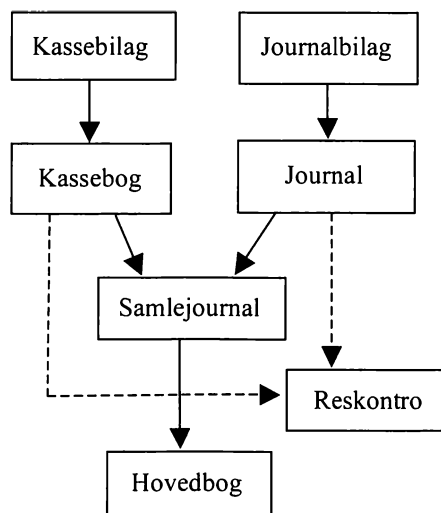 Kassebilag
Journalbilag
Kassebog
Journal
Samlejournal
Reskontro
Hovedbog